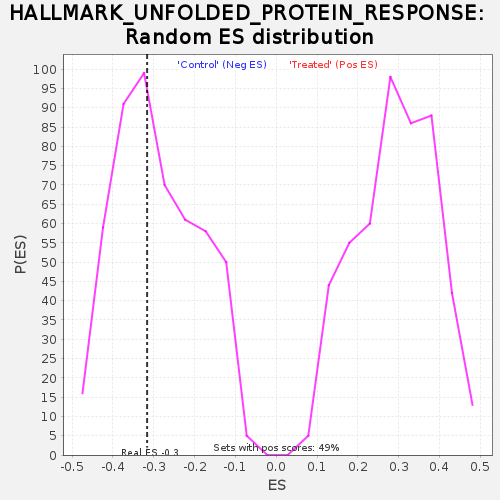 HALLMARK_UNFOLDED_PROTEIN_RESPONSE:
Random ES distribution
'Control' (Neg ES) 'Treated' (Pos ES)
100
95
90
85
80
75
70
65
60
55
50
45
40
35
30
25
20
15
10
5
0
P(ES)
Real ES -0.3
Sets with pos scores: 49%
-0.5 -0.4 -0.3 -0.2 -0.1 0.0 0.1 0.2 0.3 0.4 0.5
ES